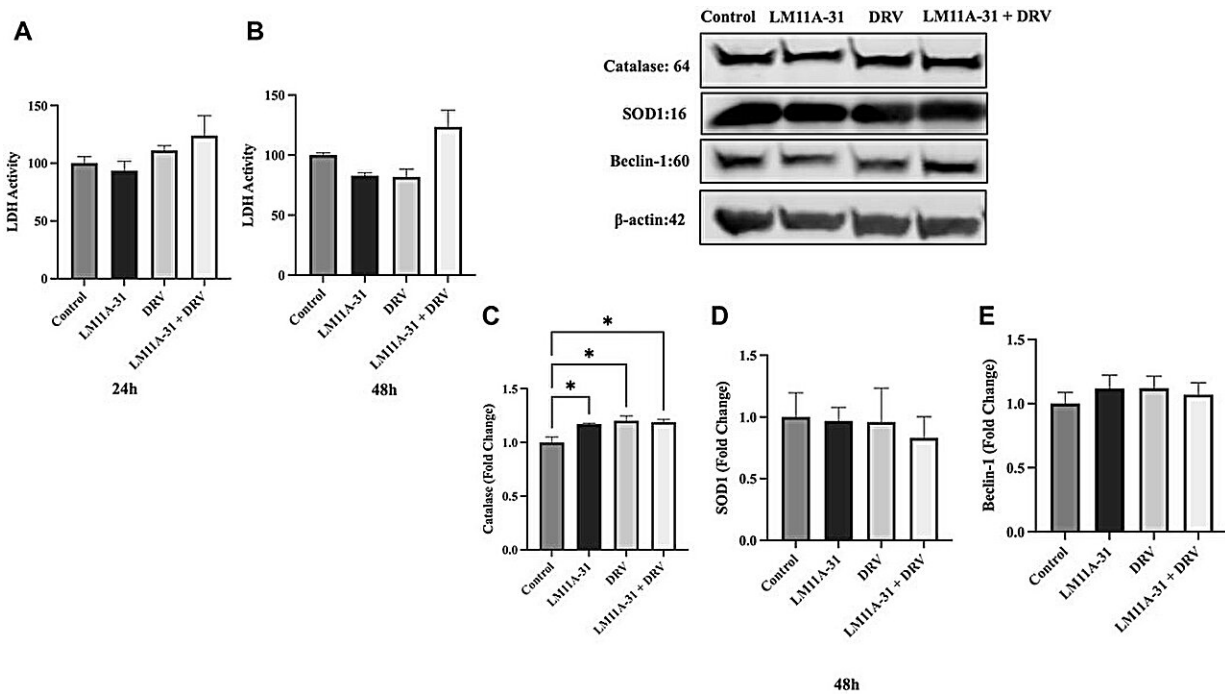 A
B
Control LM11A-31 DRV LM11A-31 + DRV
Catalase: 64
SOD1:16
Beclin-1:60
β-actin:42
150
100
50
0
LDH Activity
Control
LM11A-31
DRV
LM11A-31 + DRV
24h
150
100
50
0
LDH Activity
Control
LM11A-31
DRV
LM11A-31 + DRV
48h
C
*
*
*
1.5
1.0
0.5
0.0
Catalase (Fold Change)
Control
LM11A-31
DRV
LM11A-31 + DRV
D
1.5
1.0
0.5
0.0
SOD1 (Fold Change)
Control
LM11A-31
DRV
LM11A-31 + DRV
E
1.5
1.0
0.5
0.0
Beclin-1 (Fold Change)
Control
LM11A-31
DRV
LM11A-31 + DRV
48h